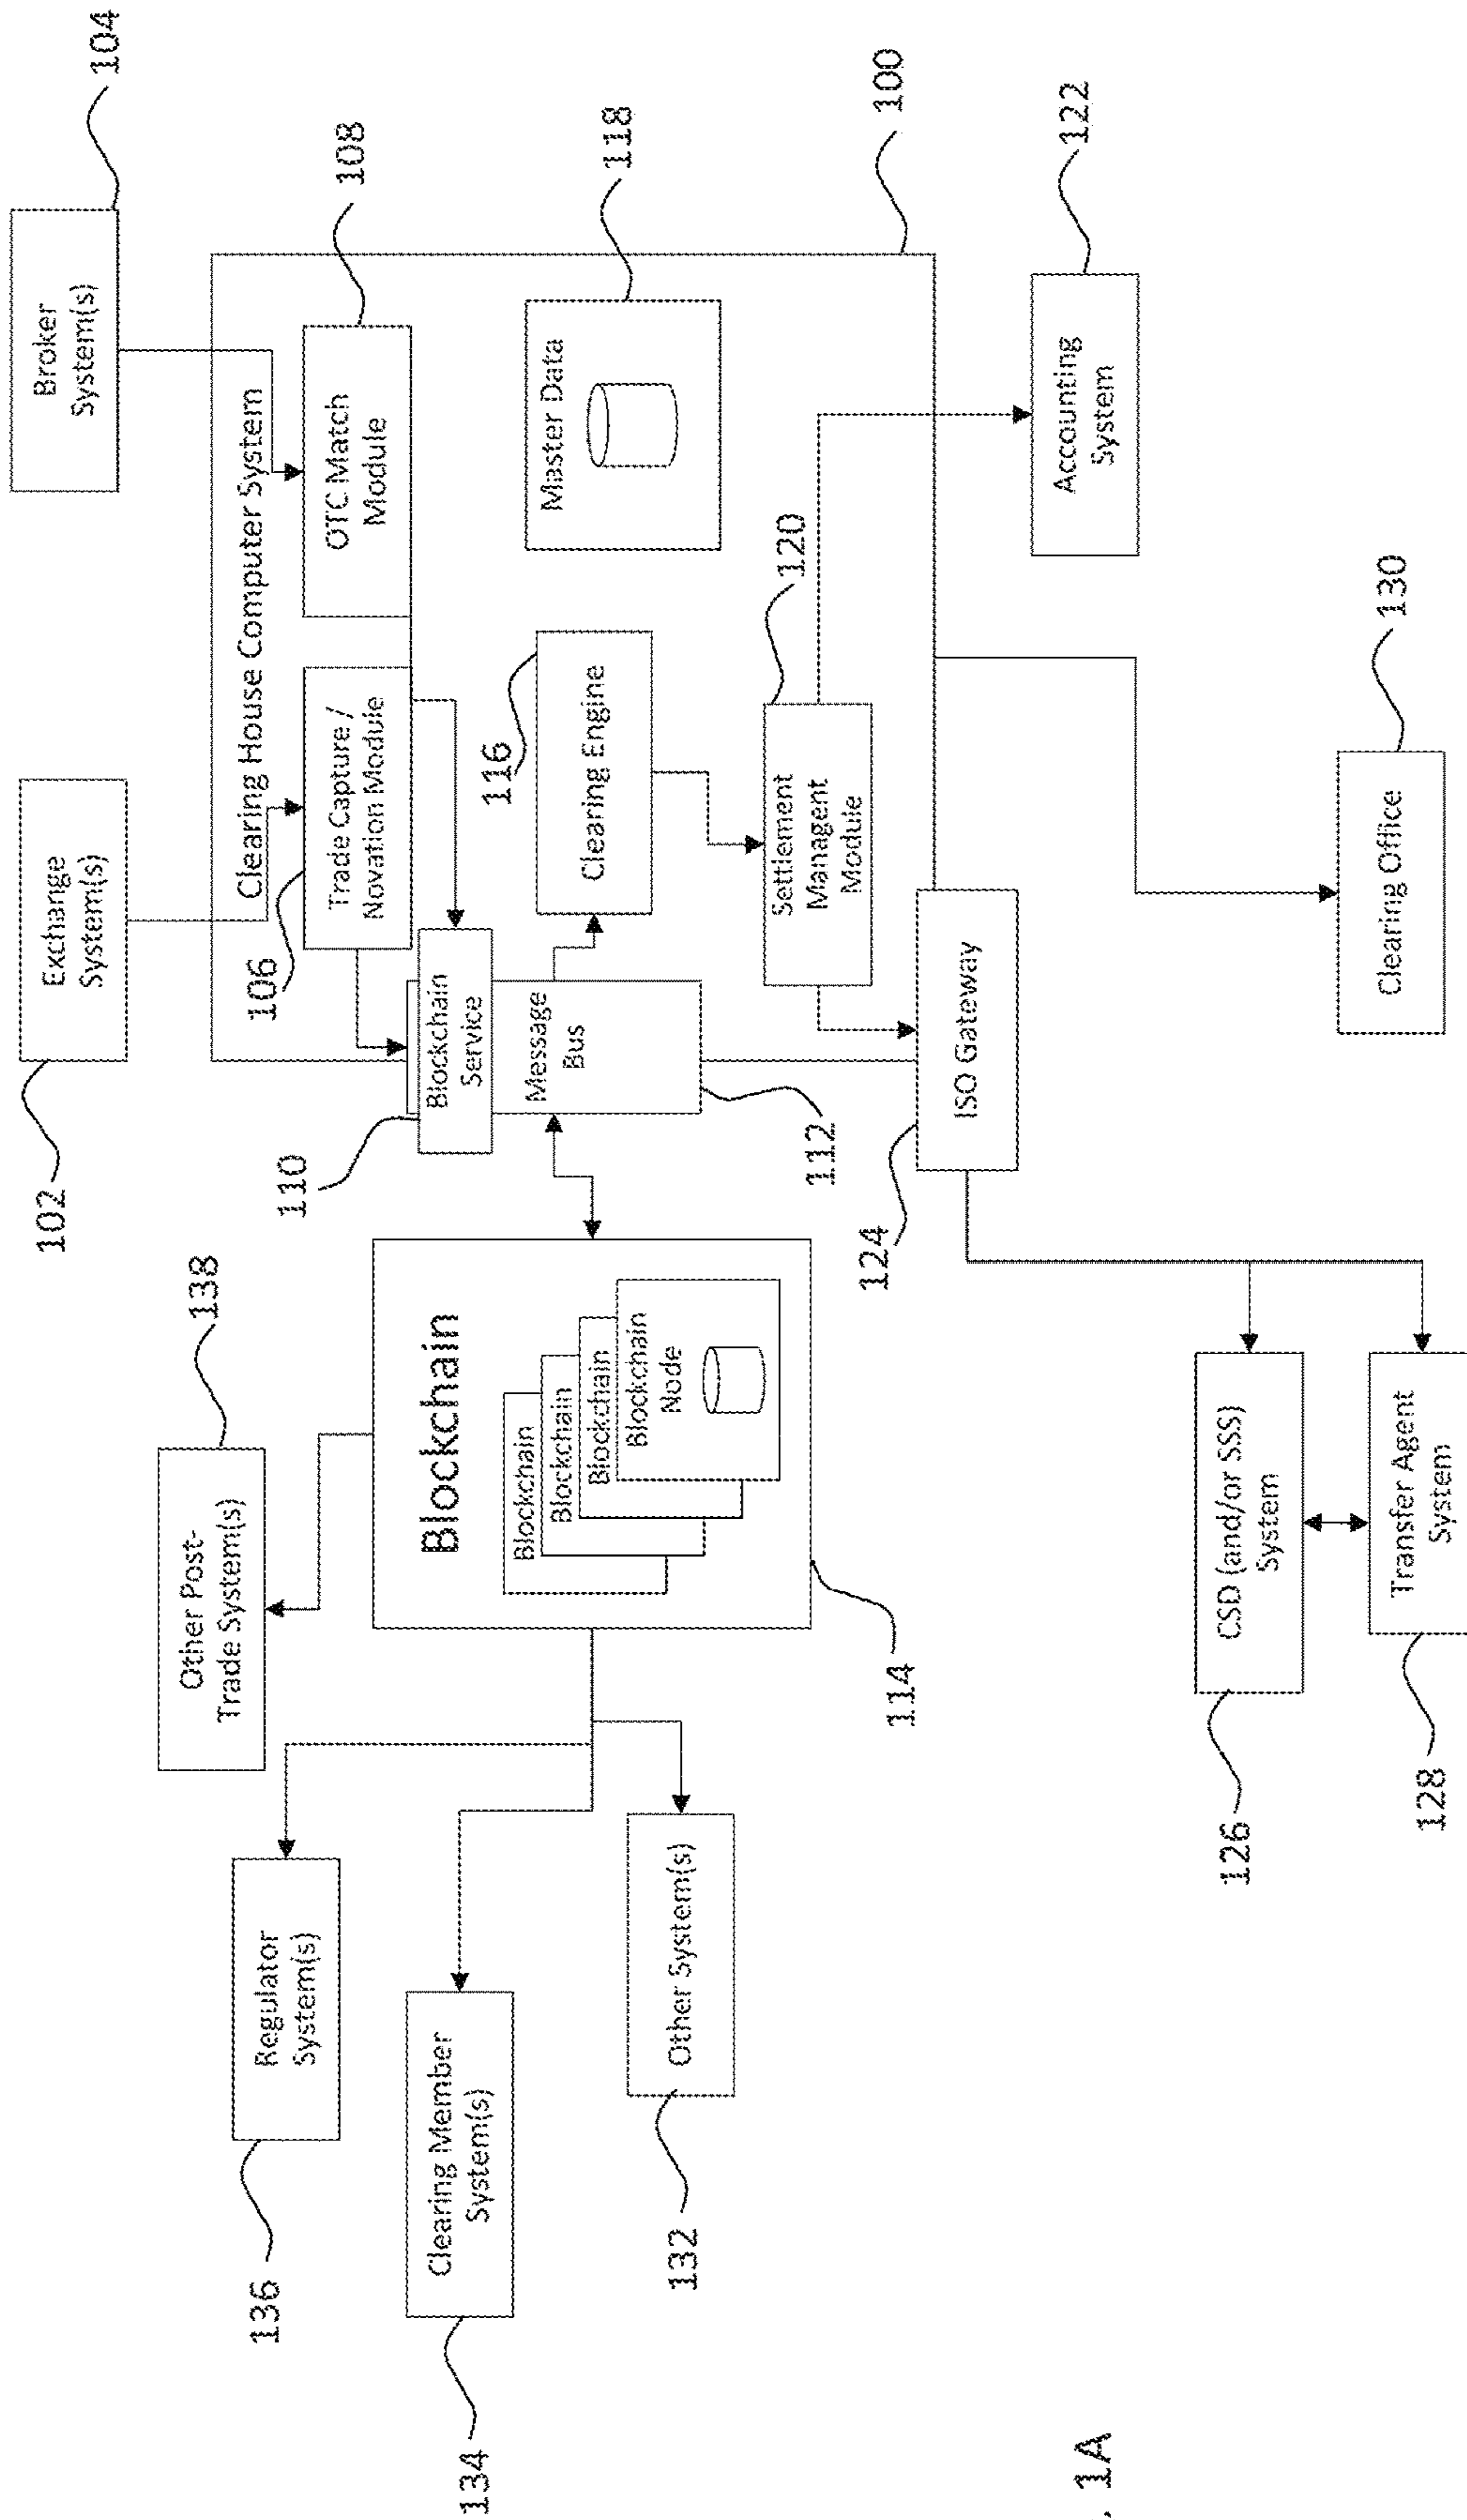 104
Broker
System(s)
Exchange
System(s)
102
Clearing House Computer System
OTC Match
Module
108
Trade Capture /
Novation Module
106
Blockchain
Service
110
Message
Bus
112
Clearing Engine
116
Master Data
118
100
Settlement
Managent
Module
120
Accounting
System
122
ISO Gateway
124
Clearing Office
130
Other Post-
Trade System(s)
138
Blockchain
Blockchain
Blockchain
Blockchain
Blockchain
Node
114
Regulator
System(s)
136
Clearing Member
System(s)
134
Other System(s)
132
CSD (and/or SSS)
System
126
Transfer Agent
System
128
. 1A